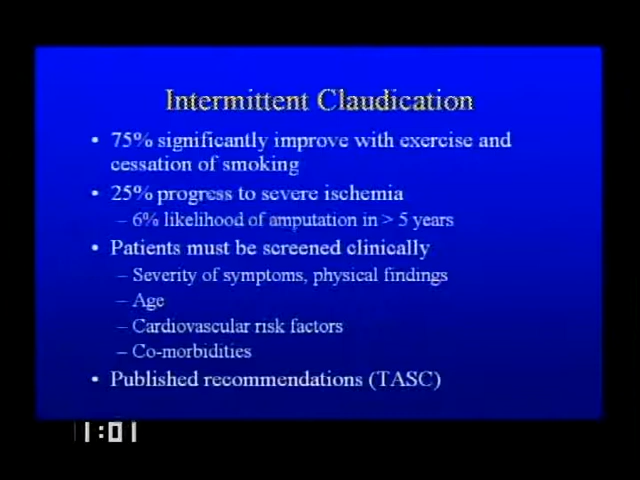 Intermittent Claudication
• 75% significantly improve with exercise and
cessation of smoking
• 25% progress to severe ischemia
– 6% likelihood of amputation in > 5 years
• Patients must be screened clinically
– Severity of symptoms, physical findings
– Age
– Cardiovascular risk factors
– Co-morbidities
• Published recommendations (TASC)
1:01